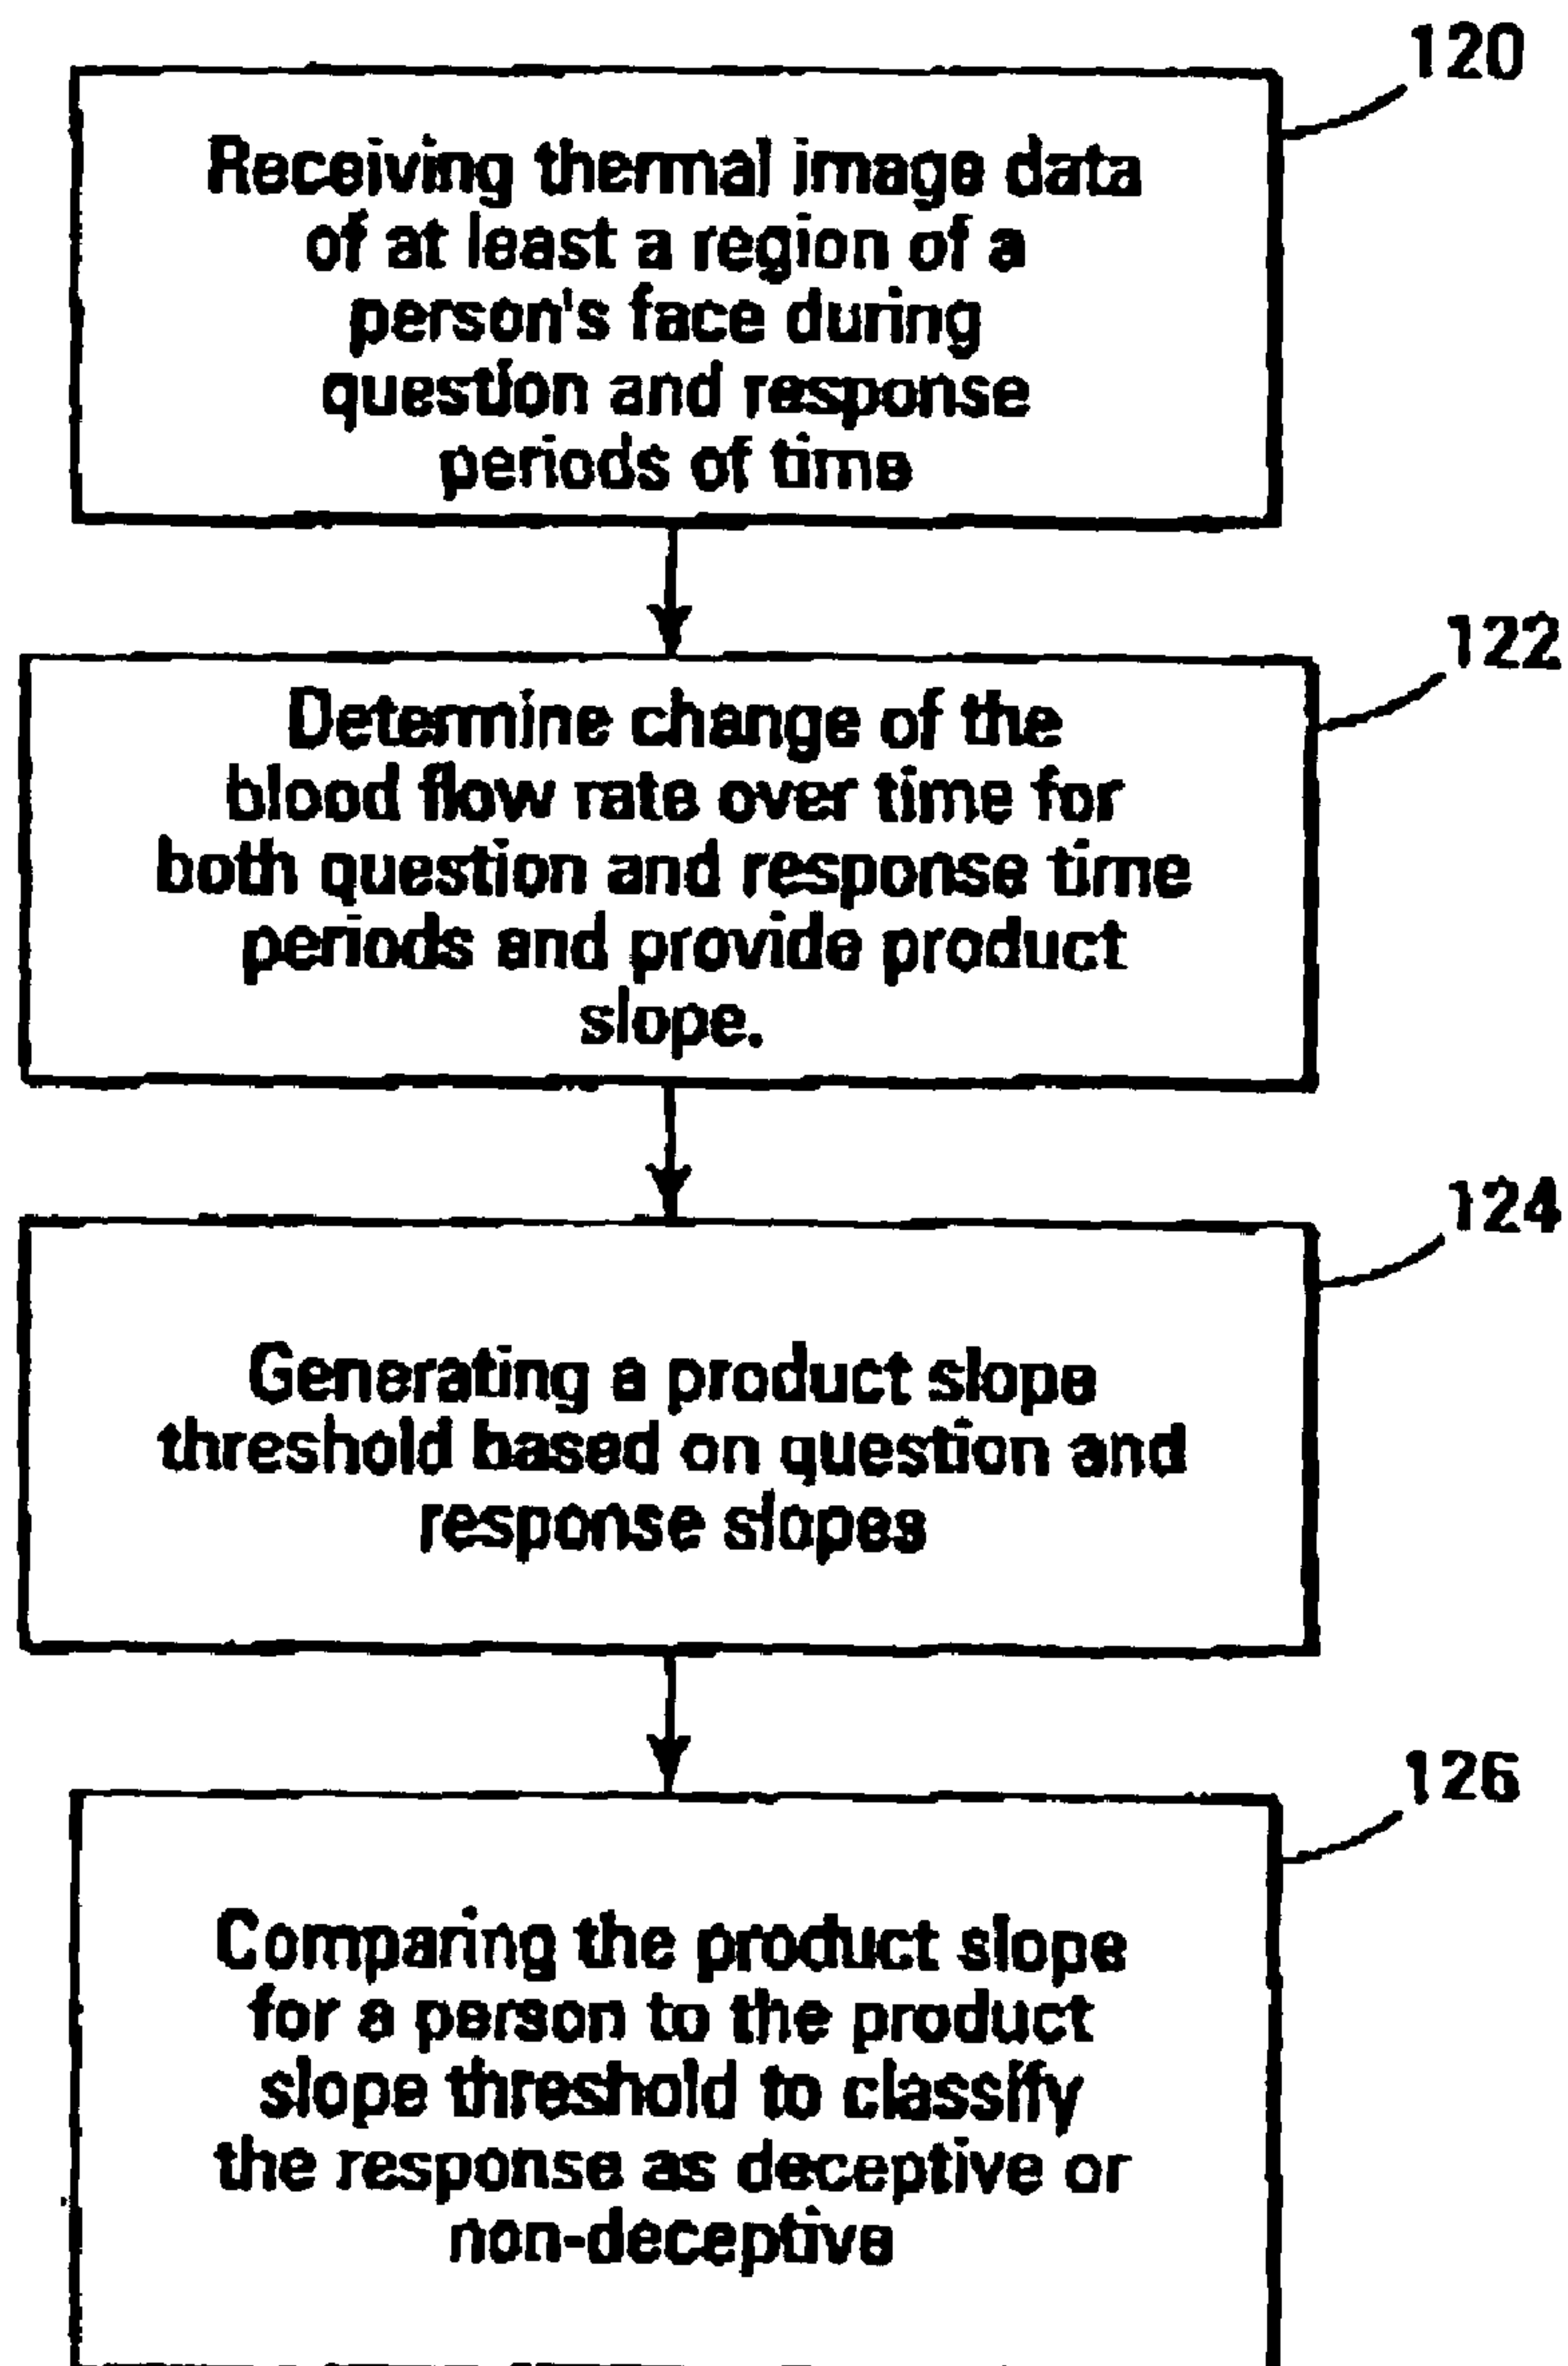 120
Receiving thermal image data
of at least a region of a
person's face during
question and response
periods of time
122
Determine change of the
blood flow rate over time for
both question and response time
periods and provide product
slope.
124
Generating a product slope
threshold based on question and
response slopes
126
Comparing the product slope
for a person to the product
slope threshold to classify
the response as deceptive or
non-deceptive